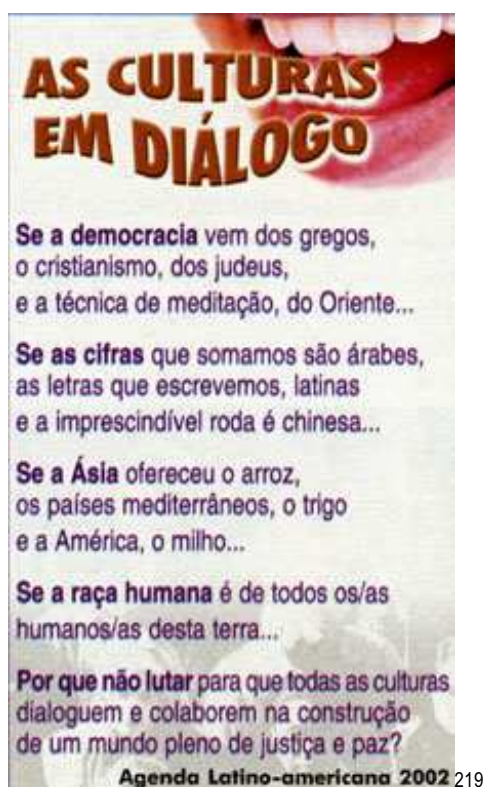 AS CULTURAS
EM DIÁLOGO
Se a democracia vem dos gregos,
o cristianismo, dos judeus,
e a técnica de meditação, do Oriente...
Se as cifras que somamos são árabes,
as letras que escrevemos, latinas
e a imprescindível roda é chinesa...
Se a Ásia ofereceu o arroz,
os países mediterrâneos, o trigo
e a América, o milho...
Se a raça humana é de todos os/as
humanos/as desta terra...
Por que não lutar para que todas as culturas
dialoguem e colaborem na construção
de um mundo pleno de justiça e paz?
Agenda Latino-americana 2002 219